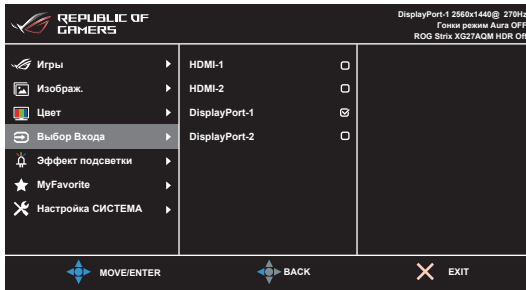 REPUBLIC OF
GAMERS
DisplayPort-1 2560x1440@ 270Hz
Гонки режим Aura OFF
ROG Strix XG27AQM HDR Off
Игры
Изображ.
Цвет
Выбор Входа
Эффект подсветки
MyFavorite
Настройка СИСТЕМА
HDMI-1
HDMI-2
DisplayPort-1
DisplayPort-2
MOVE/ENTER
BACK
EXIT